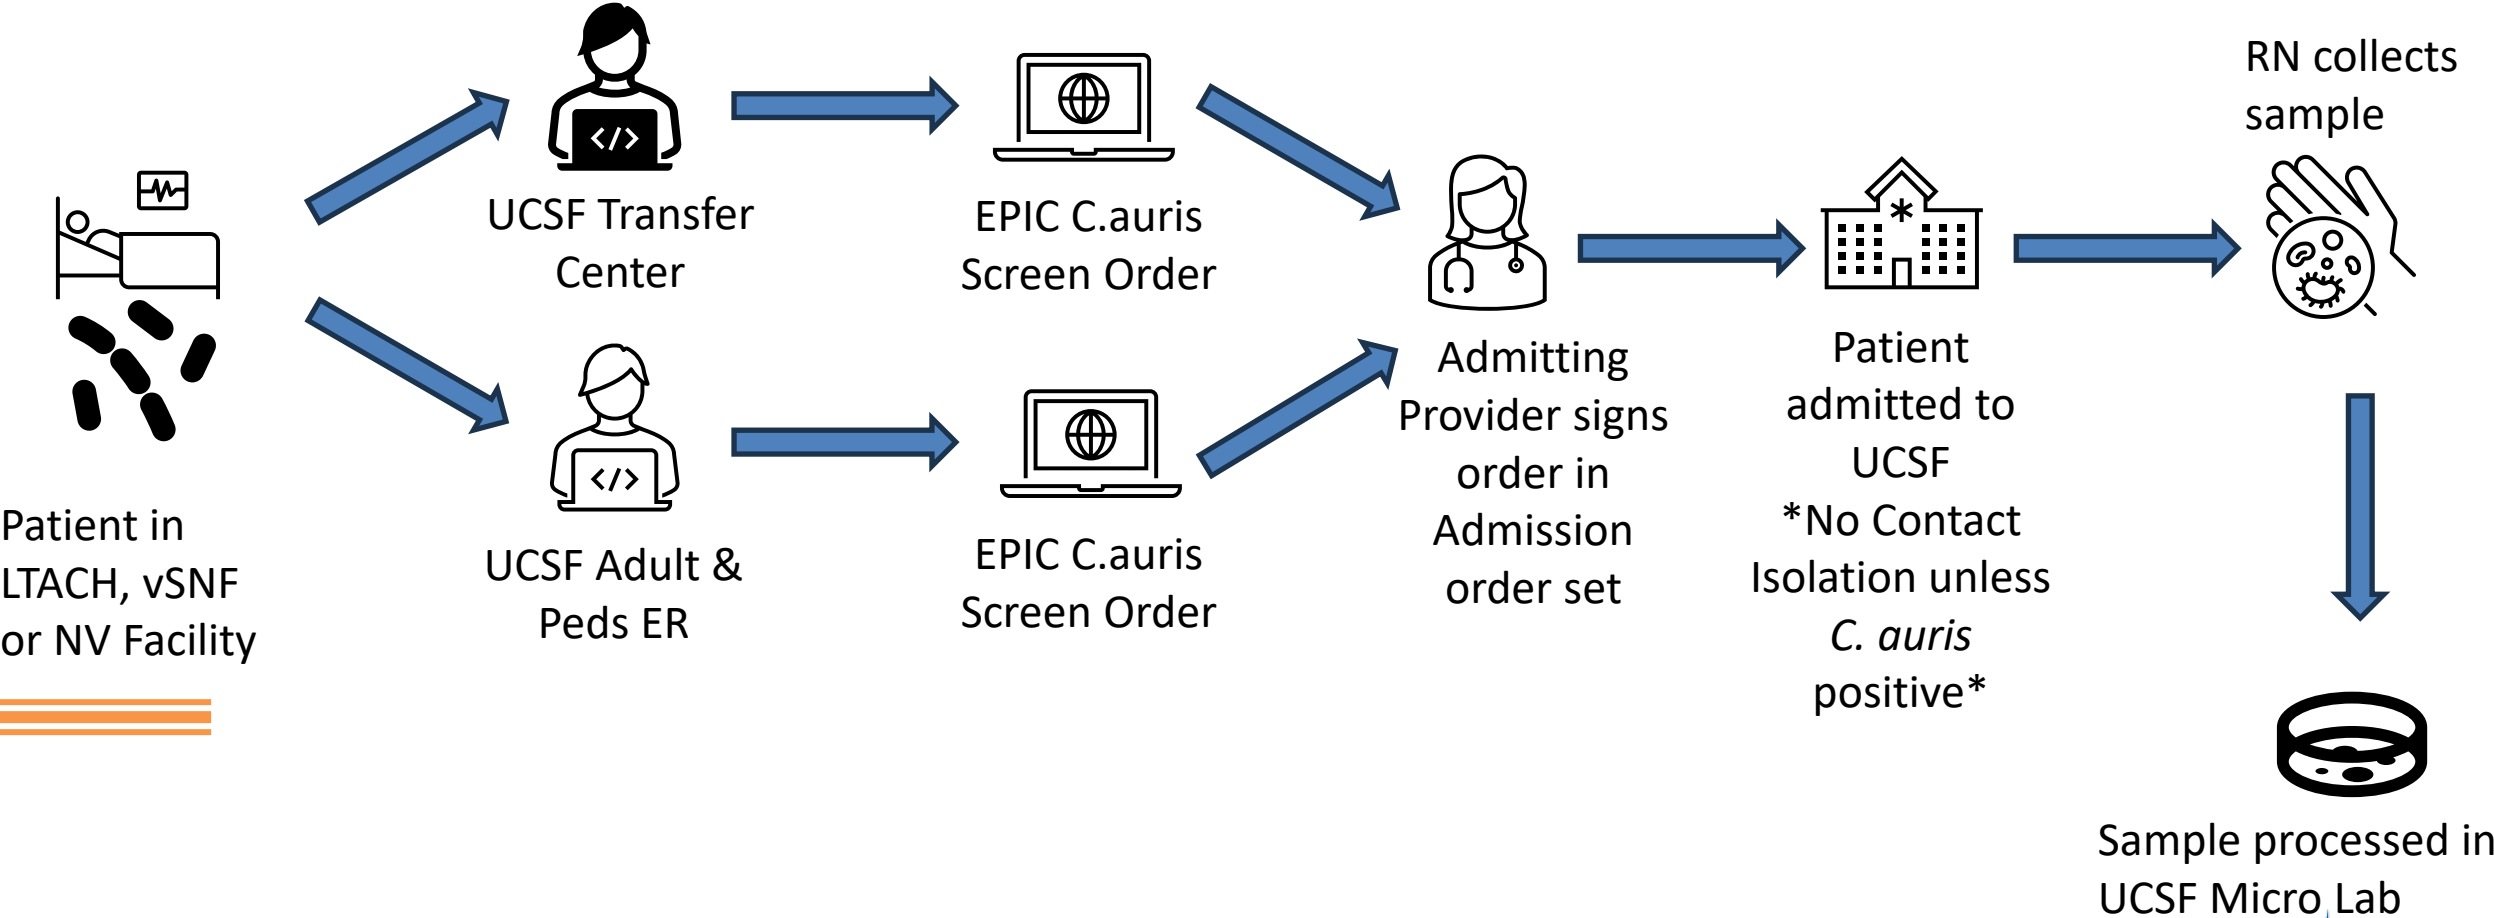 Patient in
LTACH, vSNF
or NV Facility
UCSF Transfer
Center
UCSF Adult &
Peds ER
EPIC C.auris
Screen Order
EPIC C.auris
Screen Order
Admitting
Provider signs
order in
Admission
order set
Patient
admitted to
UCSF
*No Contact
Isolation unless
C. auris
positive*
RN collects
sample
Sample processed in
UCSF Micro Lab